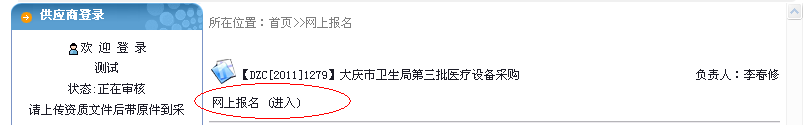 供应商登录
欢 迎 登 录
测试
状态:正在审核
请上传资质文件后带原件到采
所在位置：首页>>网上报名
【DZC[2011]1279】大庆市卫生局第三批医疗设备采购
负责人：李春修
网上报名 (进入)